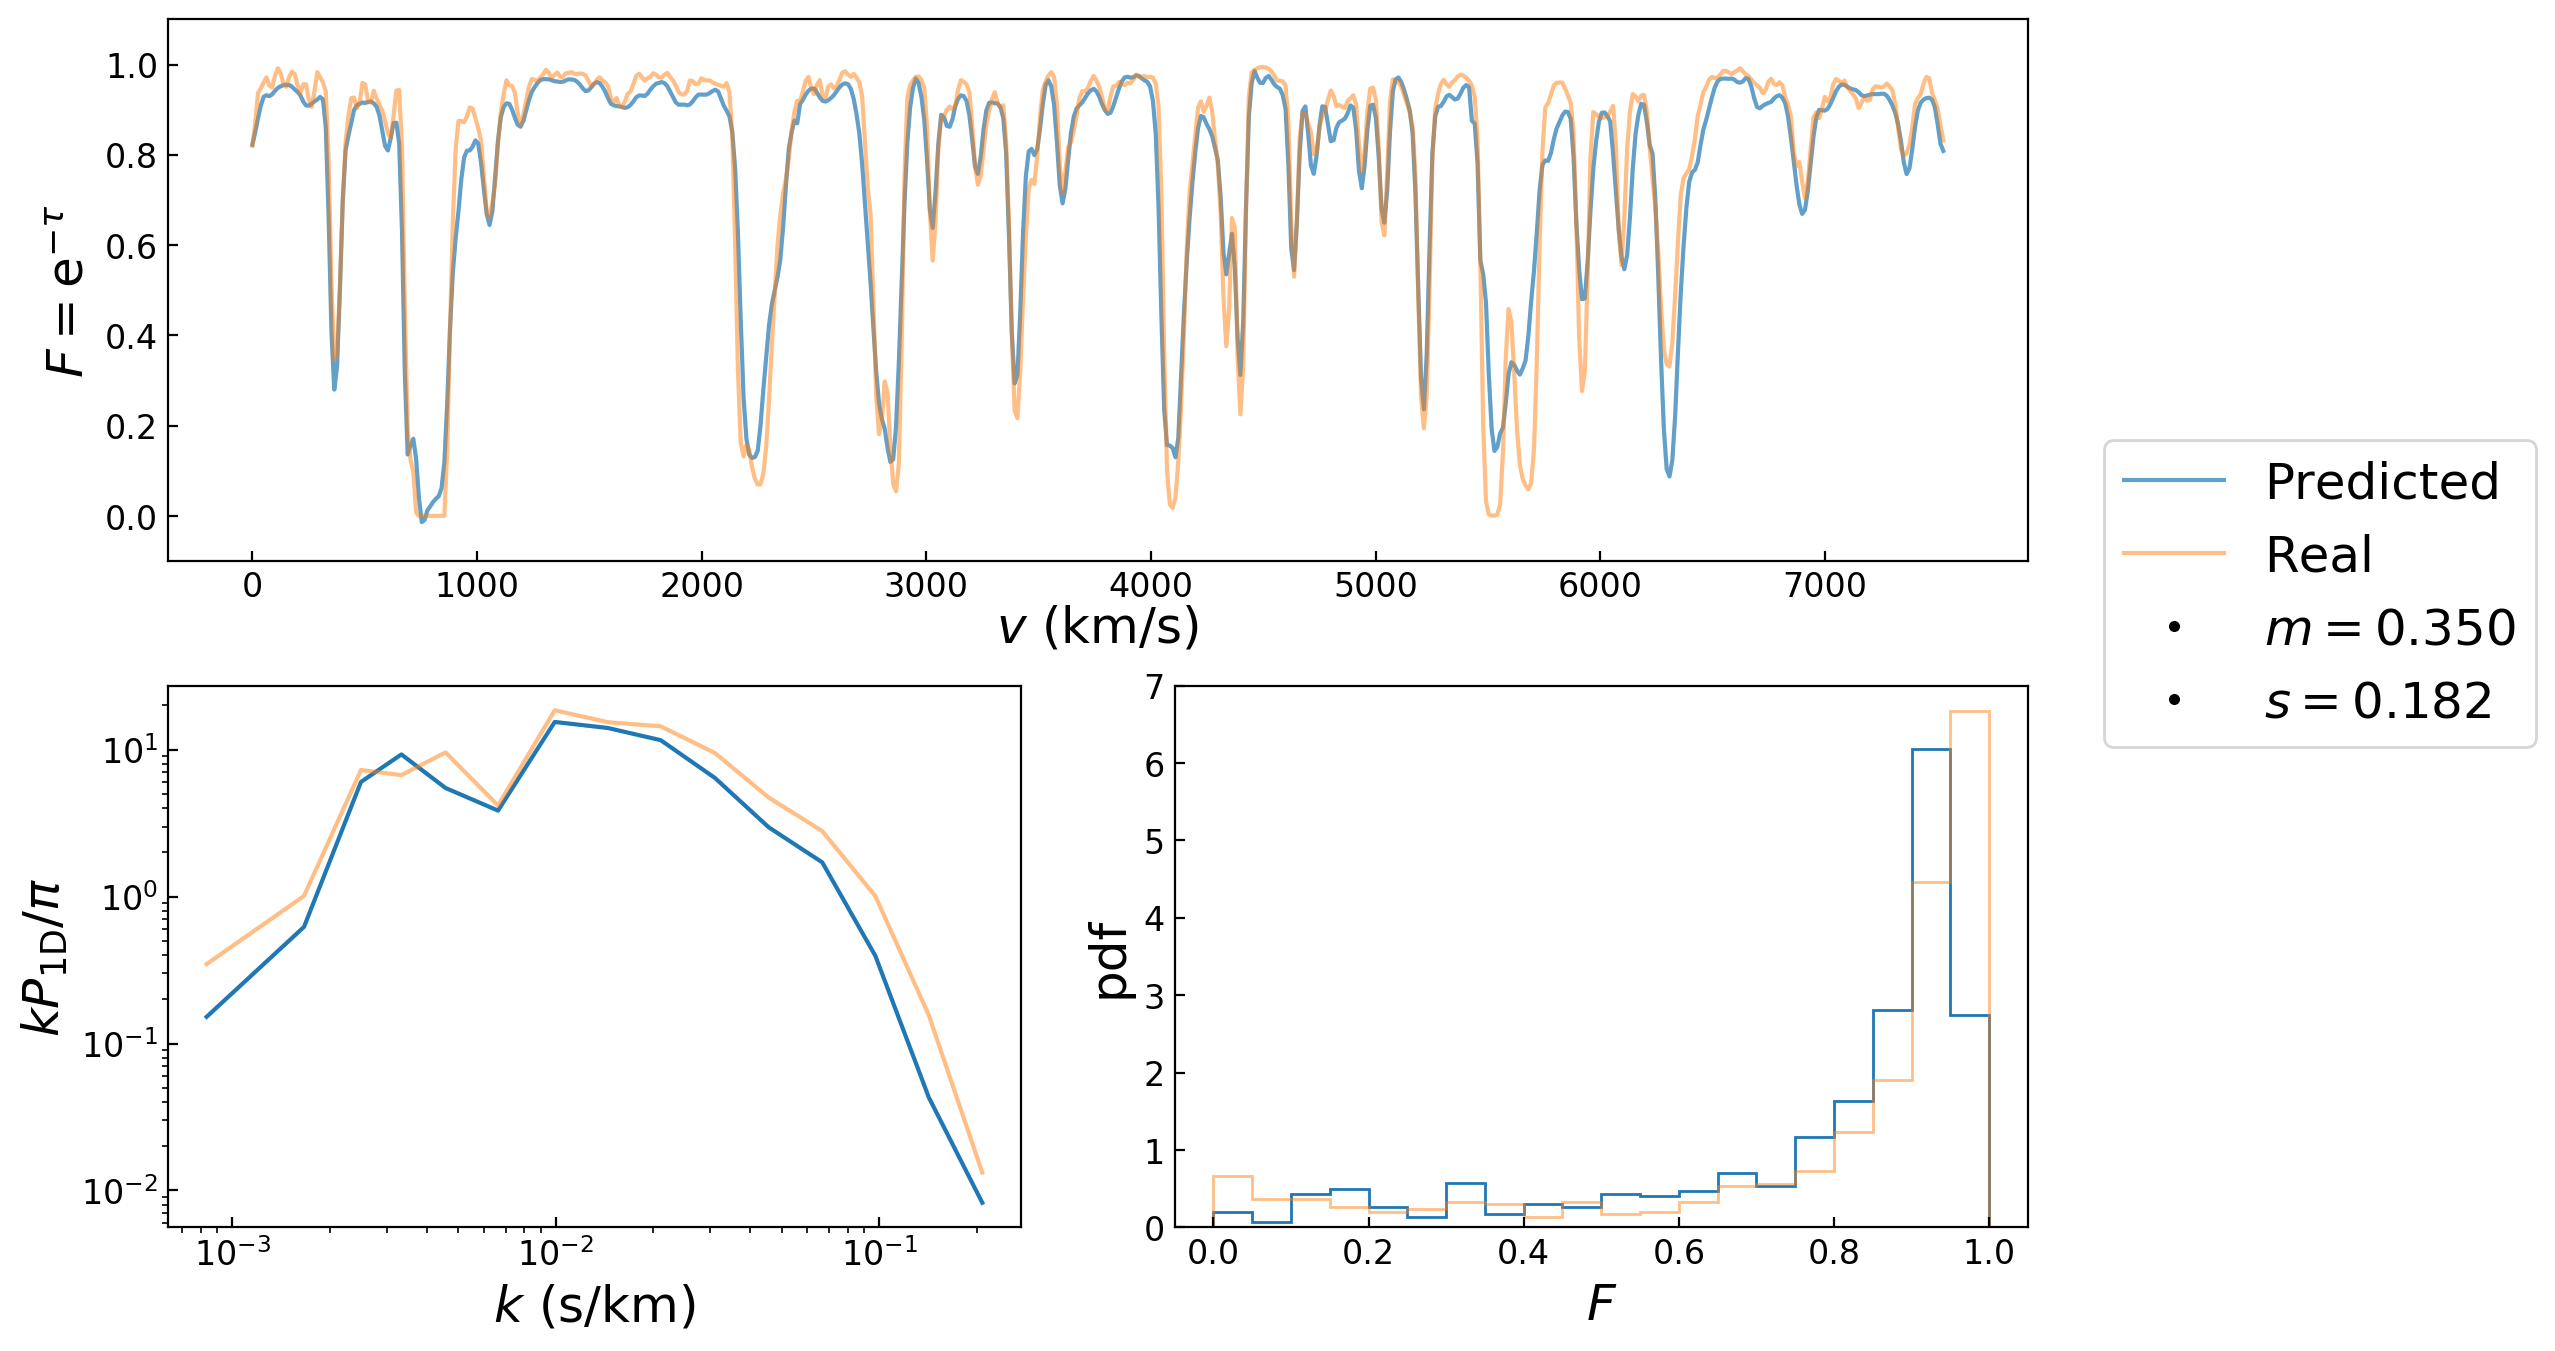 1.0
0.8
0.6
0.4
0.2
0.0
F = e^{−τ}
0 1000 2000 3000 4000 5000 6000 7000
v (km/s)
Predicted
Real
m = 0.350
s = 0.182
10^1
10^0
10^{−1}
10^{−2}
kP_{1D}/π
10^{−3} 10^{−2} 10^{−1}
k (s/km)
7
6
5
4
3
2
1
0
pdf
0.0 0.2 0.4 0.6 0.8 1.0
F